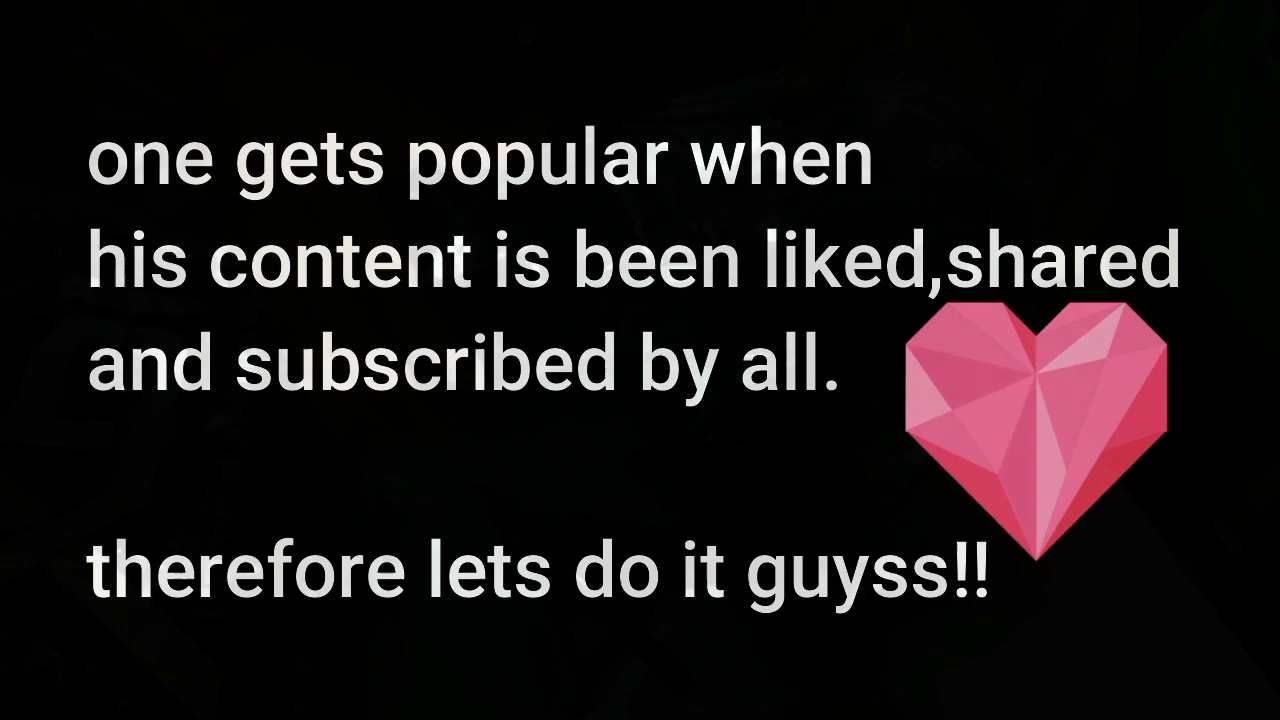 one gets popular when
his content is been liked,shared
and subscribed by all.
therefore lets do it guyss!!